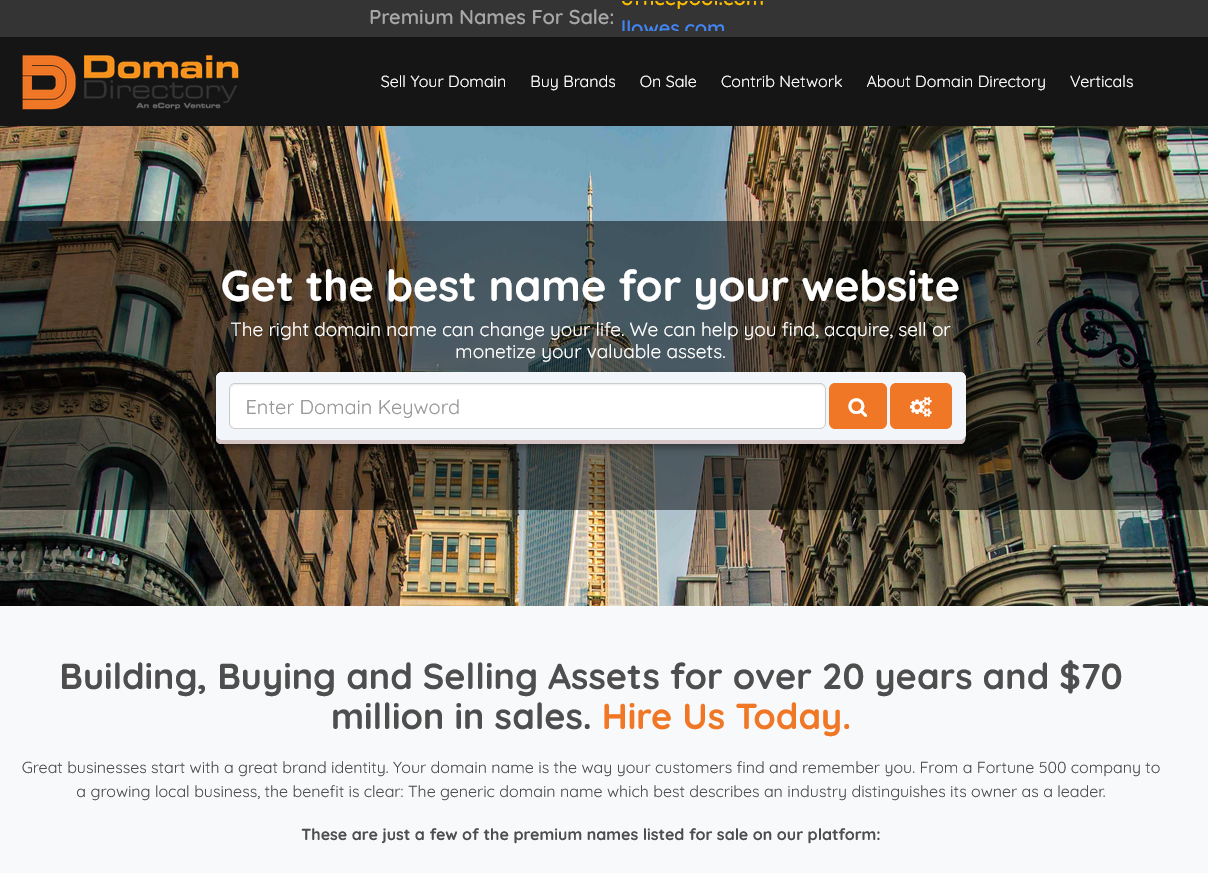 Premium Names For Sale:
officepool.com
llowes.com
Domain
Directory
An eCorp Venture
Sell Your Domain
Buy Brands
On Sale
Contrib Network
About Domain Directory
Verticals
Get the best name for your website
The right domain name can change your life. We can help you find, acquire, sell or
monetize your valuable assets.
Enter Domain Keyword
Building, Buying and Selling Assets for over 20 years and $70
million in sales. Hire Us Today.
Great businesses start with a great brand identity. Your domain name is the way your customers find and remember you. From a Fortune 500 company to
a growing local business, the benefit is clear: The generic domain name which best describes an industry distinguishes its owner as a leader.
These are just a few of the premium names listed for sale on our platform: